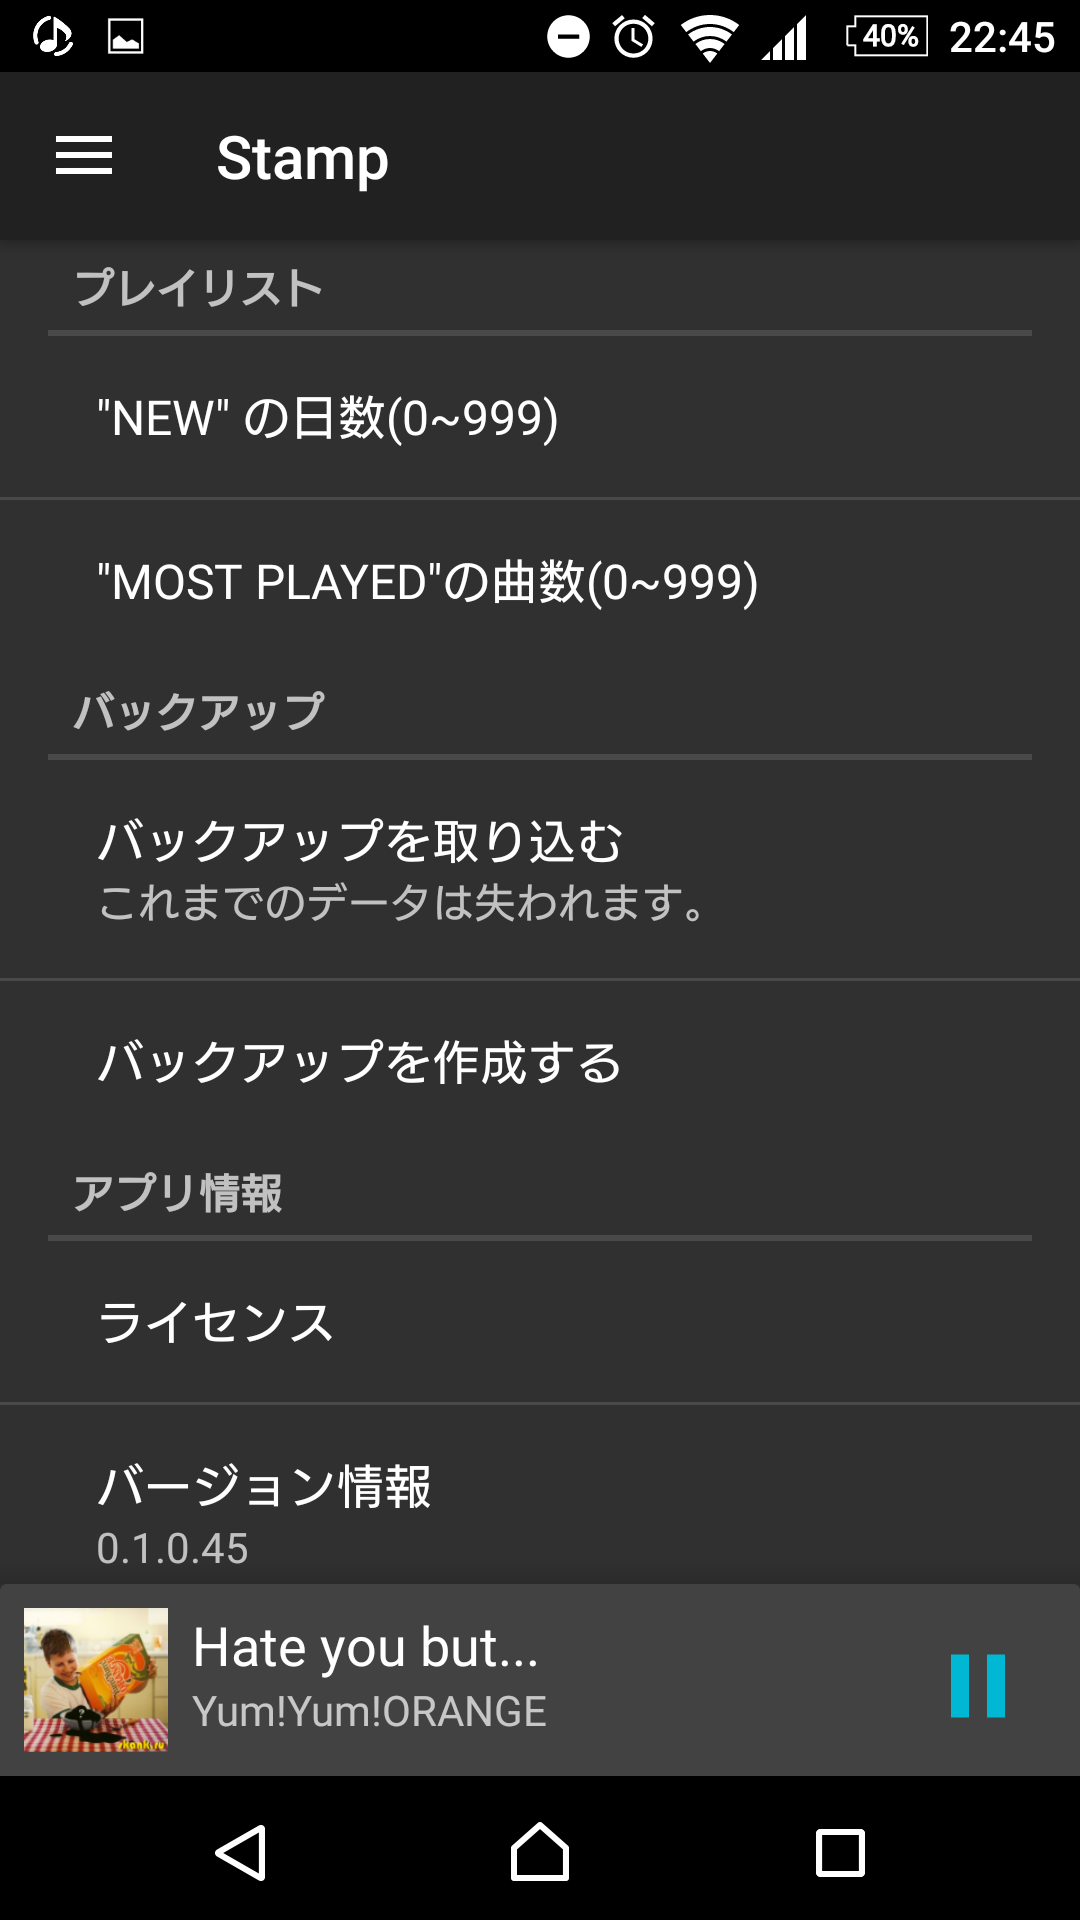 40% 22:45
Stamp
プレイリスト
"NEW" の日数(0~999)
"MOST PLAYED"の曲数(0~999)
バックアップ
バックアップを取り込む
これまでのデータは失われます。
バックアップを作成する
アプリ情報
ライセンス
バージョン情報
0.1.0.45
Hate you but...
Yum!Yum!ORANGE
skank.ru